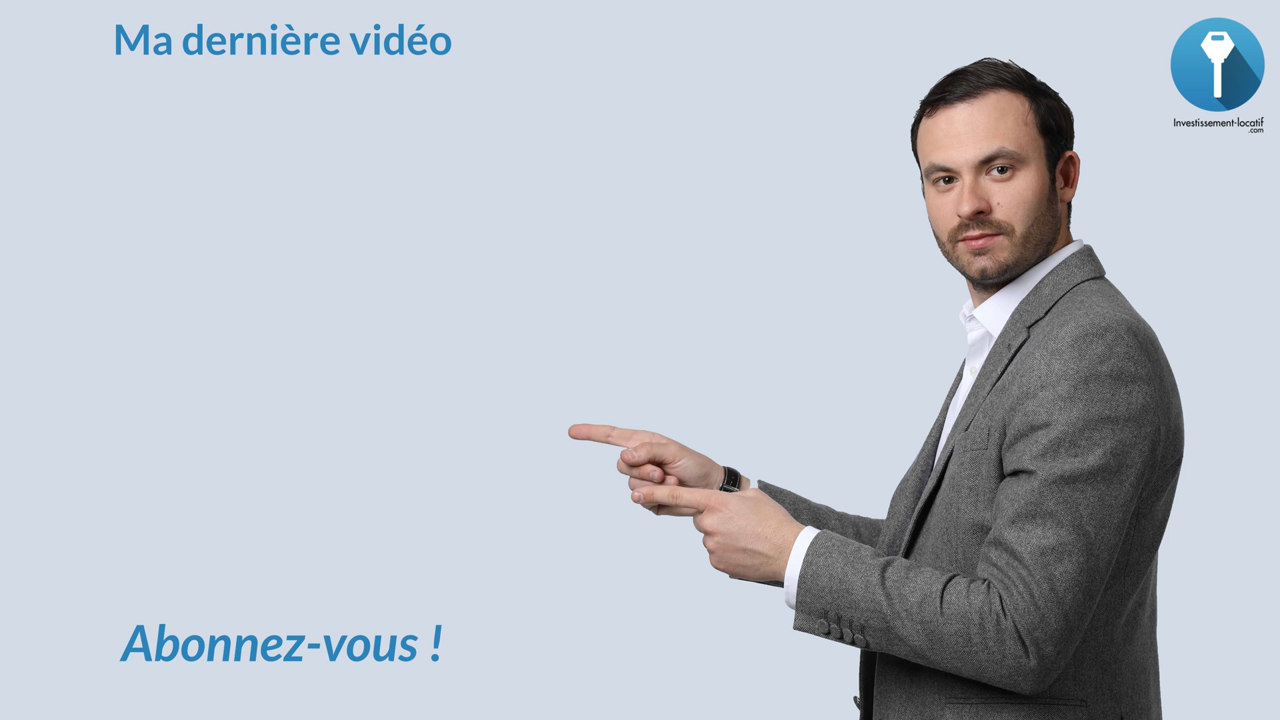 Ma dernière vidéo
Investissement-locatif
.com
Abonnez-vous !